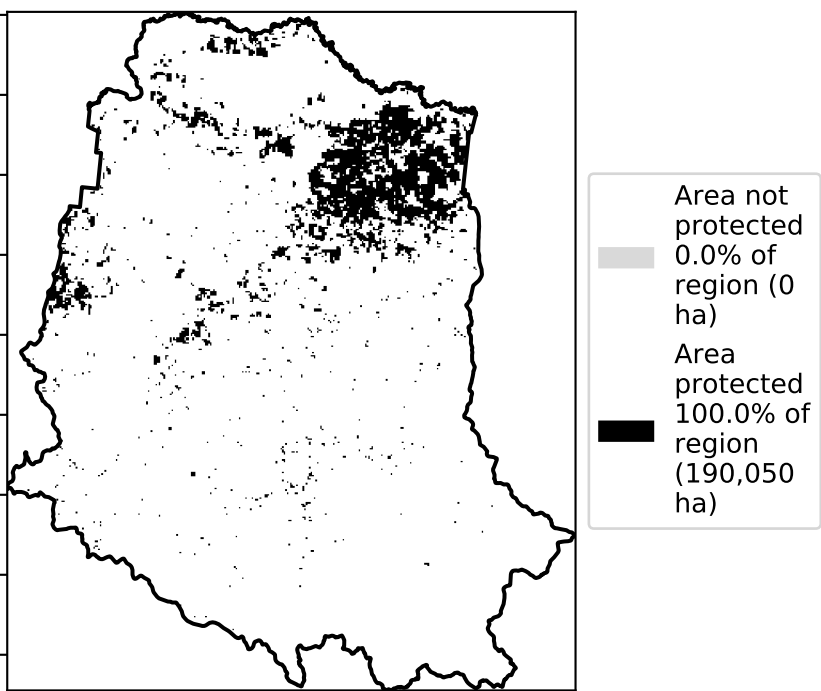 Area not
protected
0.0% of
region (0
ha)
Area
protected
100.0% of
region
(190,050
ha)